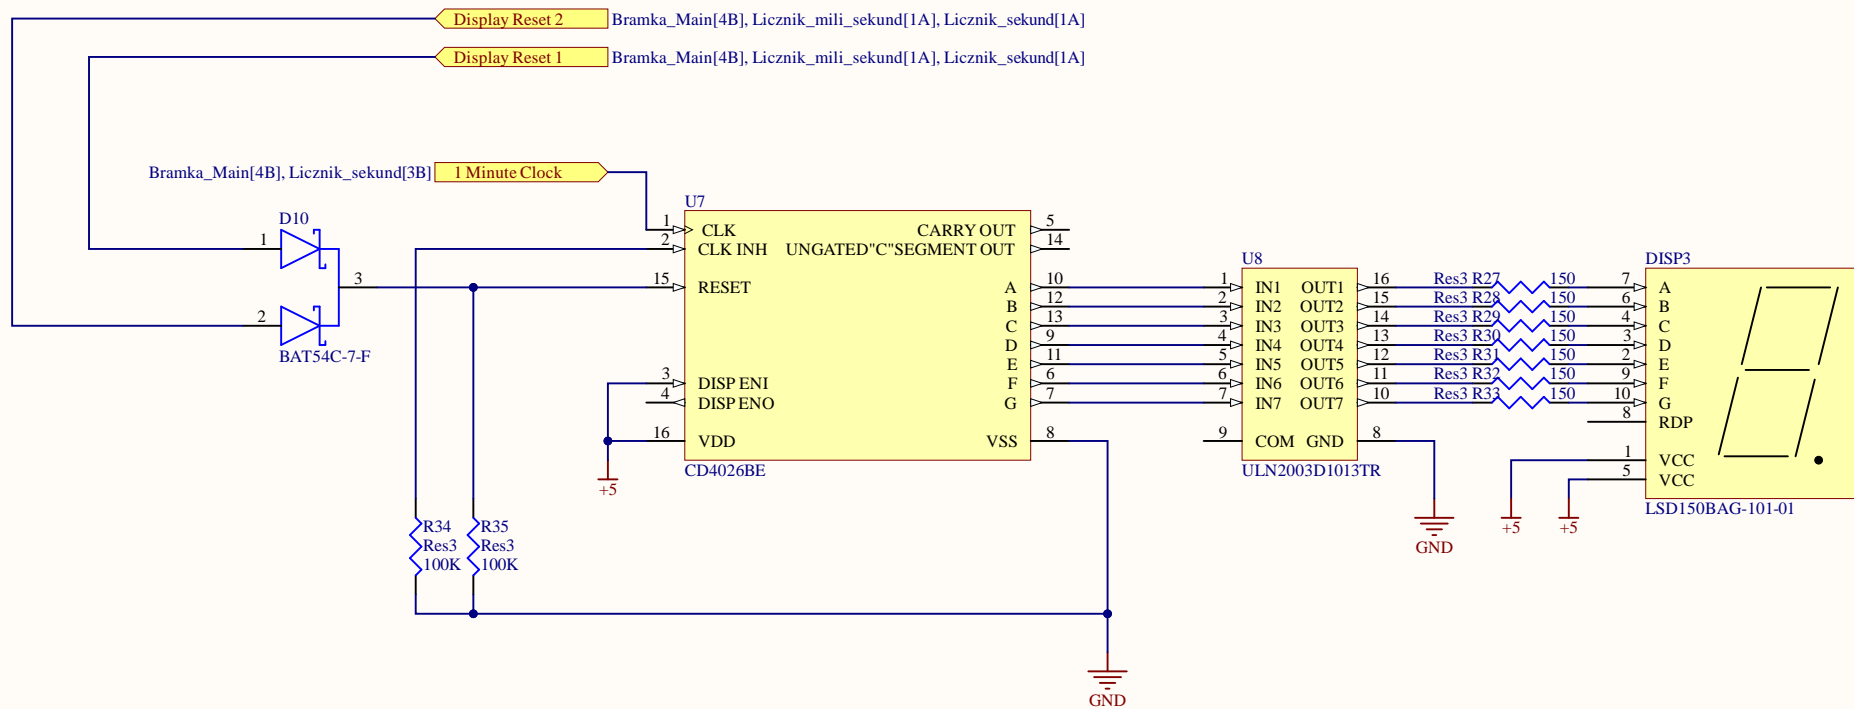 Display Reset 2 Bramka_Main[4B], Licznik_mili_sekund[1A], Licznik_sekund[1A]
Display Reset 1 Bramka_Main[4B], Licznik_mili_sekund[1A], Licznik_sekund[1A]
Bramka_Main[4B], Licznik_sekund[3B] 1 Minute Clock
D10
1
2
3
BAT54C-7-F
U7
1 CLK CARRY OUT 5
2 CLK INH UNGATED"C"SEGMENT OUT 14
15 RESET A 10
B 12
C 13
D 9
E 11
3 DISP ENI F 6
4 DISP ENO G 7
16 VDD VSS 8
CD4026BE
+5
R34
Res3
100K
R35
Res3
100K
GND
U8
1 IN1 OUT1 16
2 IN2 OUT2 15
3 IN3 OUT3 14
4 IN4 OUT4 13
5 IN5 OUT5 12
6 IN6 OUT6 11
7 IN7 OUT7 10
9 COM GND 8
ULN2003D1013TR
GND
Res3 R27 150
Res3 R28 150
Res3 R29 150
Res3 R30 150
Res3 R31 150
Res3 R32 150
Res3 R33 150
DISP3
7 A
6 B
4 C
3 D
2 E
9 F
10 G
8 RDP
1 VCC
5 VCC
LSD150BAG-101-01
+5
+5